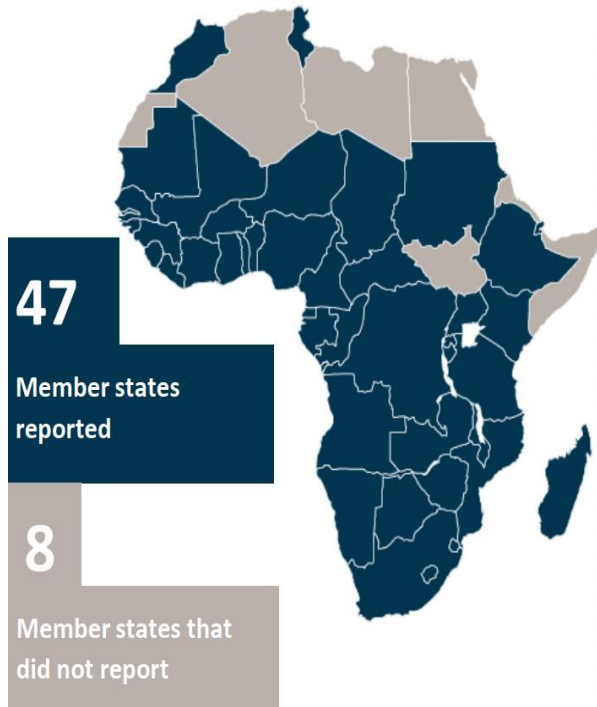 47
Member states
reported
8
Member states that
did not report